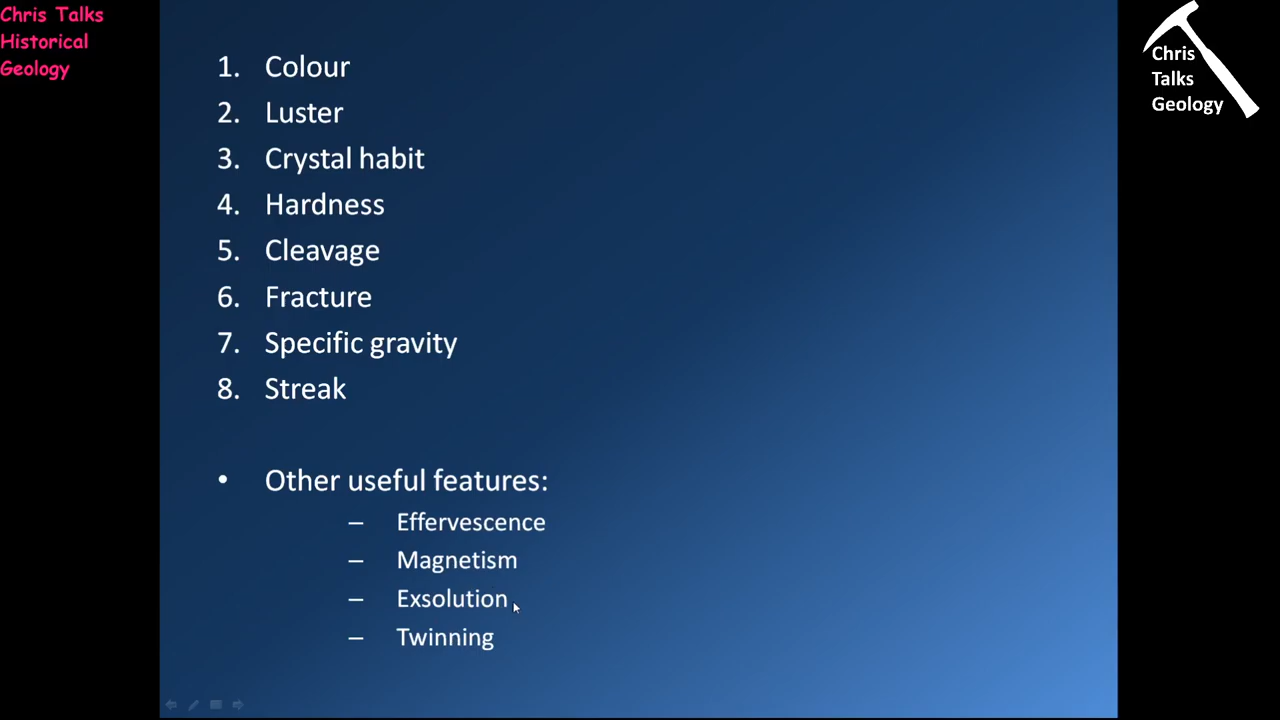 Chris Talks
Historical
Geology
Chris
Talks
Geology
1. Colour
2. Luster
3. Crystal habit
4. Hardness
5. Cleavage
6. Fracture
7. Specific gravity
8. Streak
• Other useful features:
– Effervescence
– Magnetism
– Exsolution
– Twinning